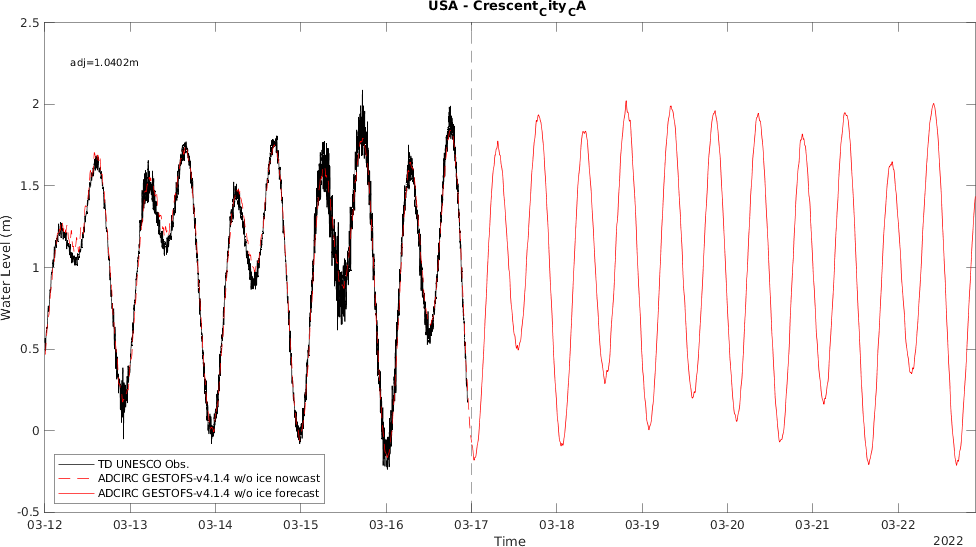 USA - CrescentCityCA
adj=1.0402m
2.5
2
1.5
1
0.5
0
-0.5
Water Level (m)
TD UNESCO Obs.
ADCIRC GESTOFS-v4.1.4 w/o ice nowcast
ADCIRC GESTOFS-v4.1.4 w/o ice forecast
03-12 03-13 03-14 03-15 03-16 03-17 03-18 03-19 03-20 03-21 03-22
Time
2022